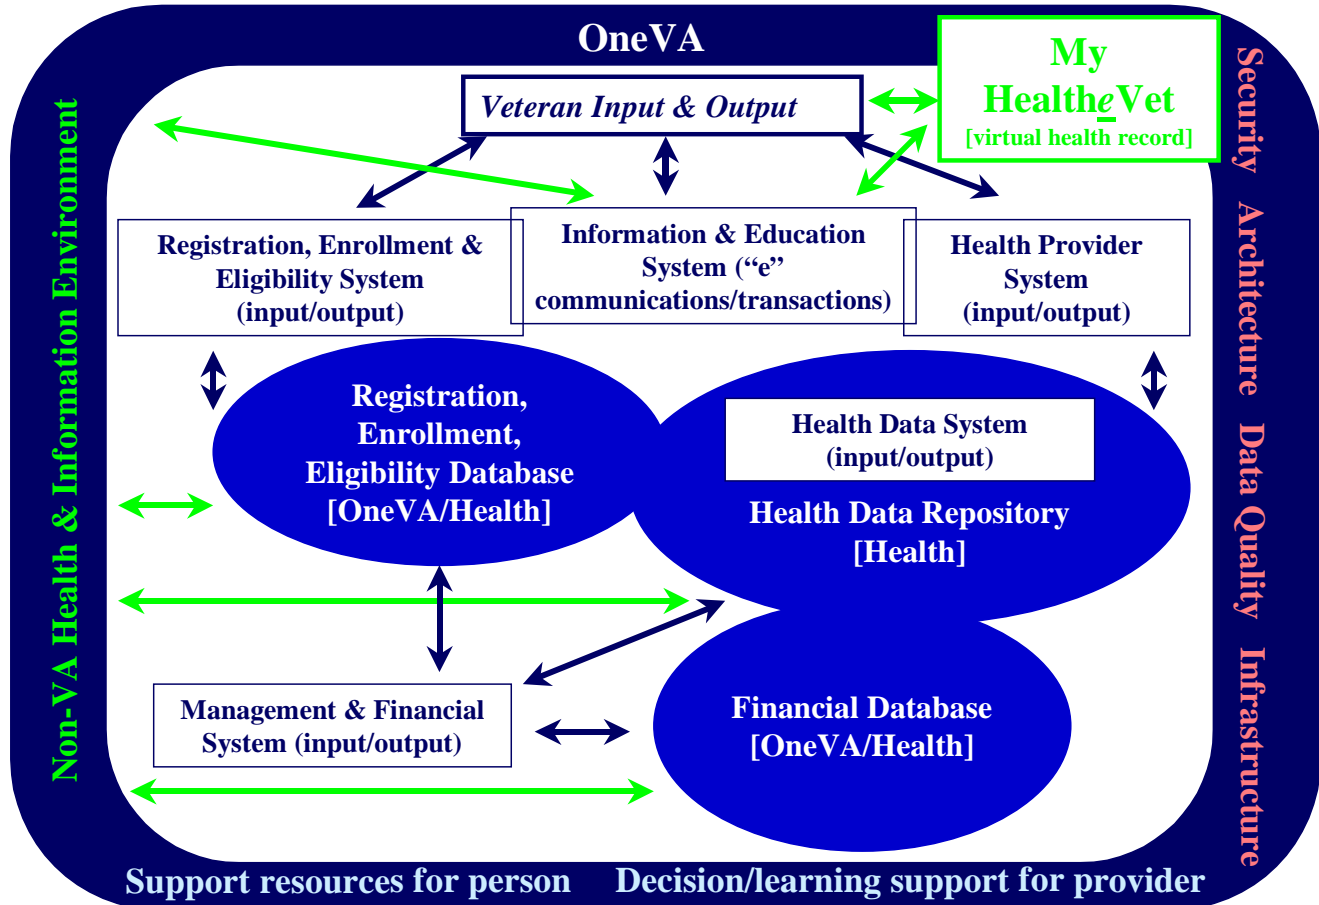 OneVA
My
HealtheVet
[virtual health record]
Veteran Input & Output
Registration, Enrollment &
Eligibility System
(input/output)
Information & Education
System (“e”
communications/transactions)
Health Provider
System
(input/output)
Registration,
Enrollment,
Eligibility Database
[OneVA/Health]
Health Data System
(input/output)
Health Data Repository
[Health]
Management & Financial
System (input/output)
Financial Database
[OneVA/Health]
Non-VA Health & Information Environment
Security Architecture Data Quality Infrastructure
Support resources for person
Decision/learning support for provider